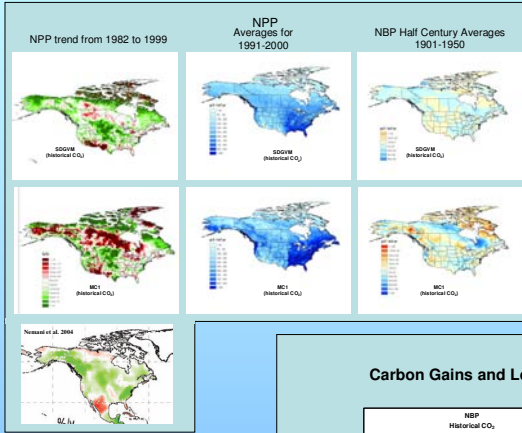 NPP trend from 1982 to 1999
NPP
Averages for
1991-2000
NBP Half Century Averages
1901-1950
SDGVM
(historical CO₂)
SDGVM
(historical CO₂)
SDGVM
(historical CO₂)
MC1
(historical CO₂)
MC1
(historical CO₂)
MC1
(historical CO₂)
Nemani et al. 2004
Carbon Gains and Lo
NBP
Historical CO₂